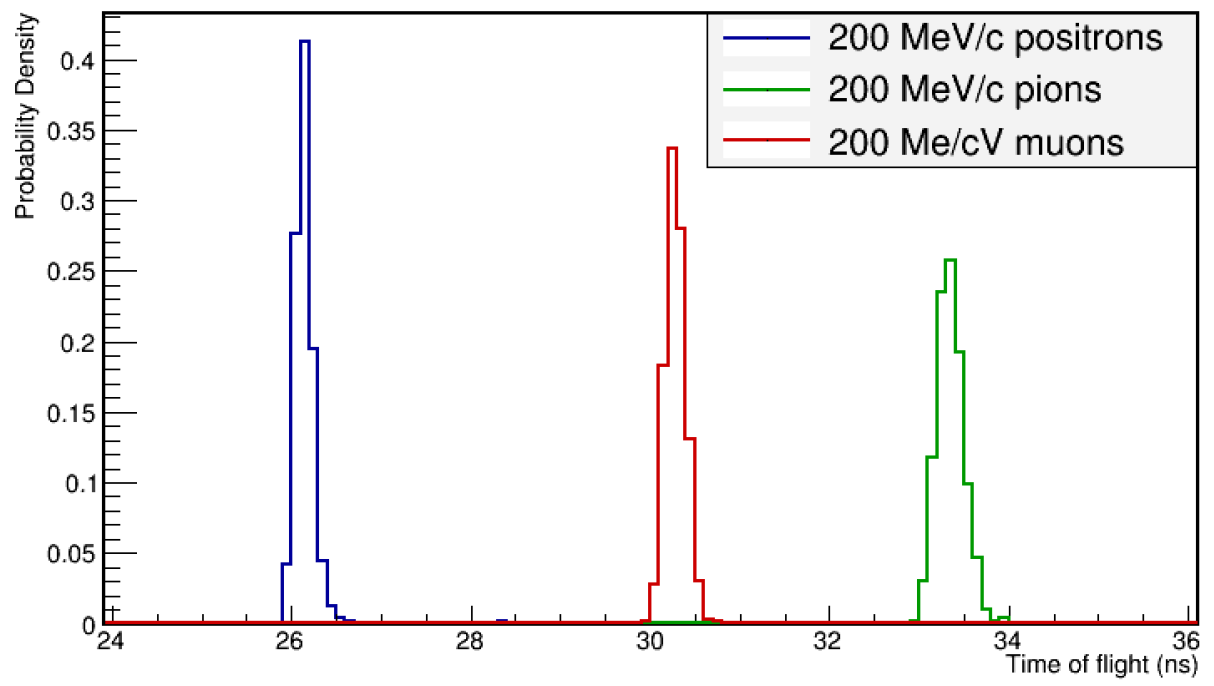 Probability Density
0.4
0.35
0.3
0.25
0.2
0.15
0.1
0.05
0
200 MeV/c positrons
200 MeV/c pions
200 Me/cV muons
24 26 28 30 32 34 36
Time of flight (ns)